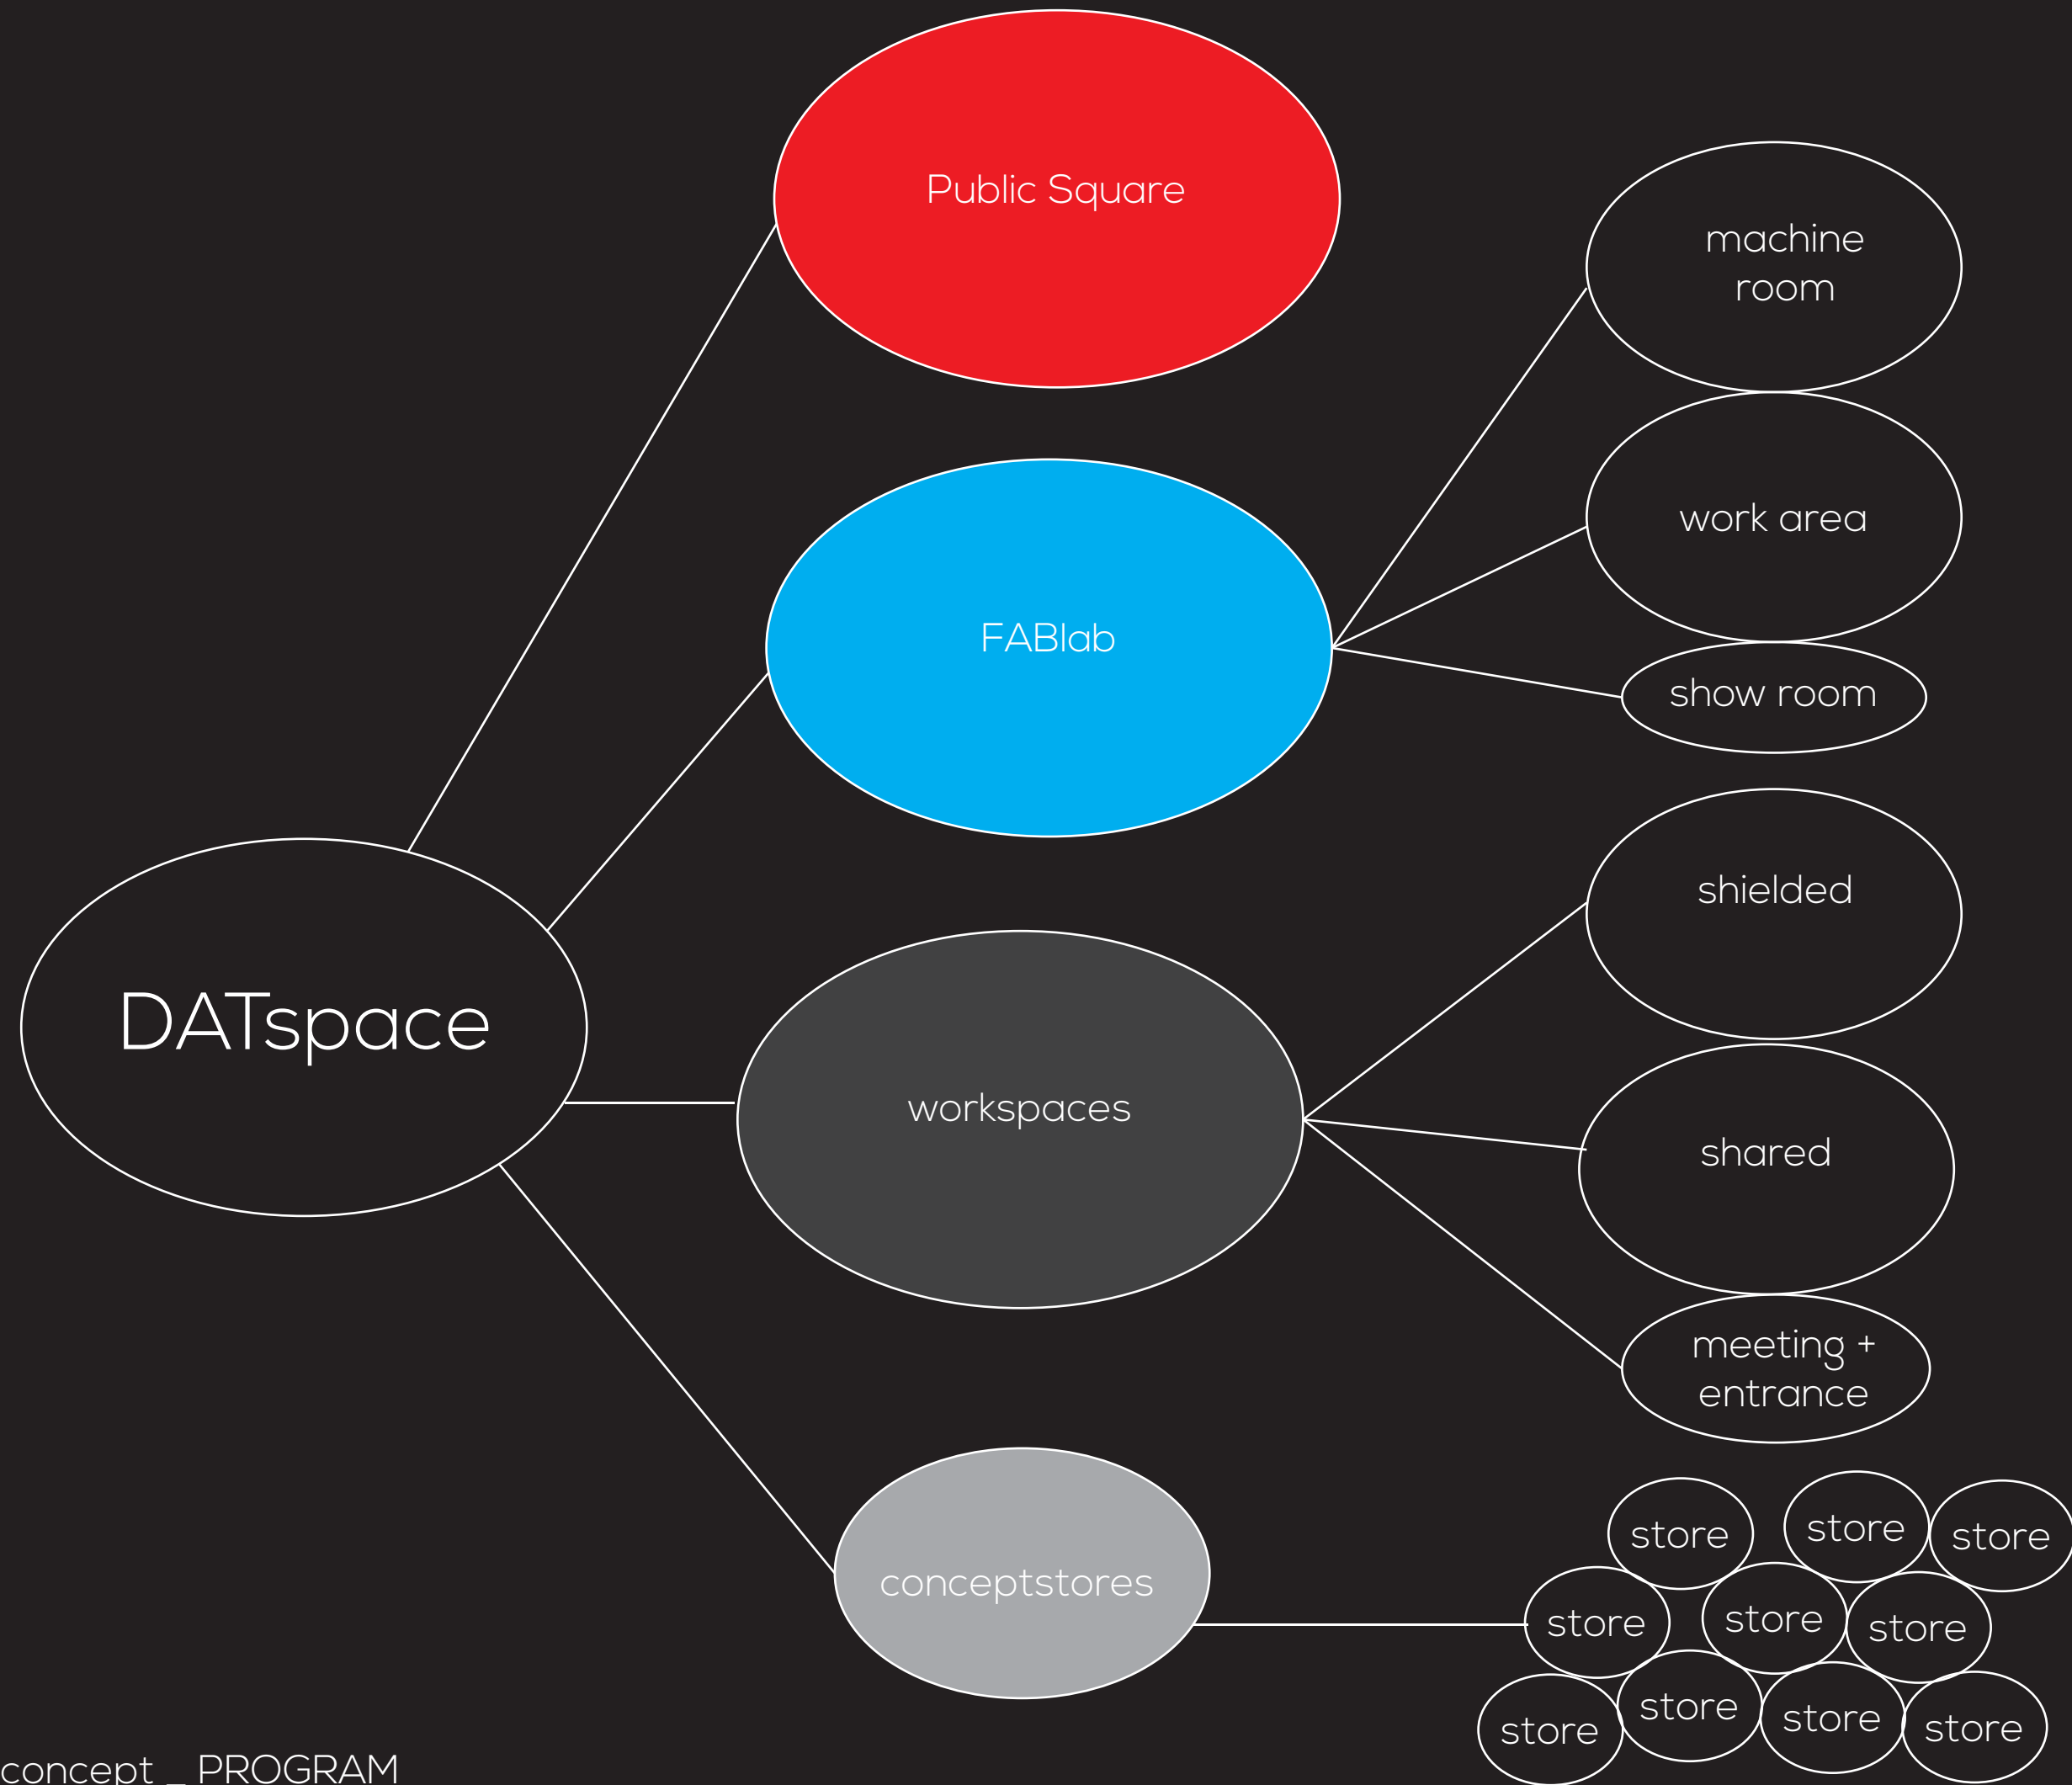 Public Square
machine
room
work area
FABlab
show room
shielded
DATspace
workspaces
shared
meeting +
entrance
conceptstores
store
store
store
store
store
store
store
store
store
store
concept _ PROGRAM